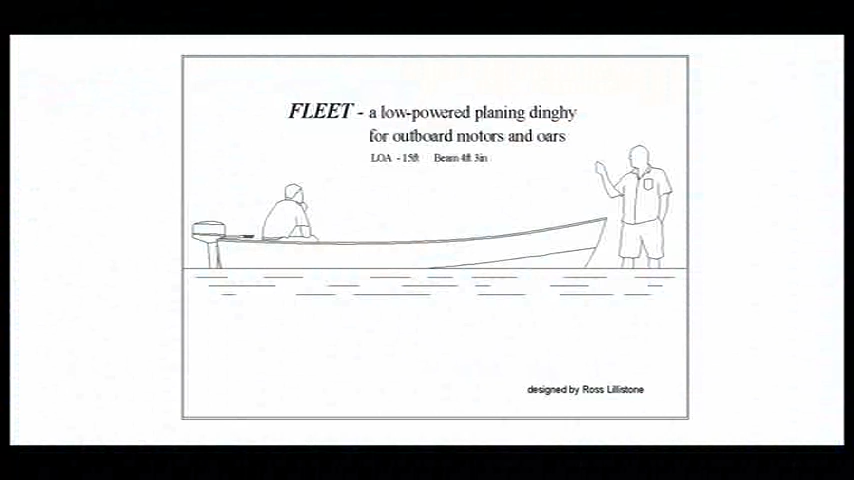 FLEET - a low-powered planing dinghy
for outboard motors and oars
LOA - 15ft Beam 4ft 3in
designed by Ross Lillistone